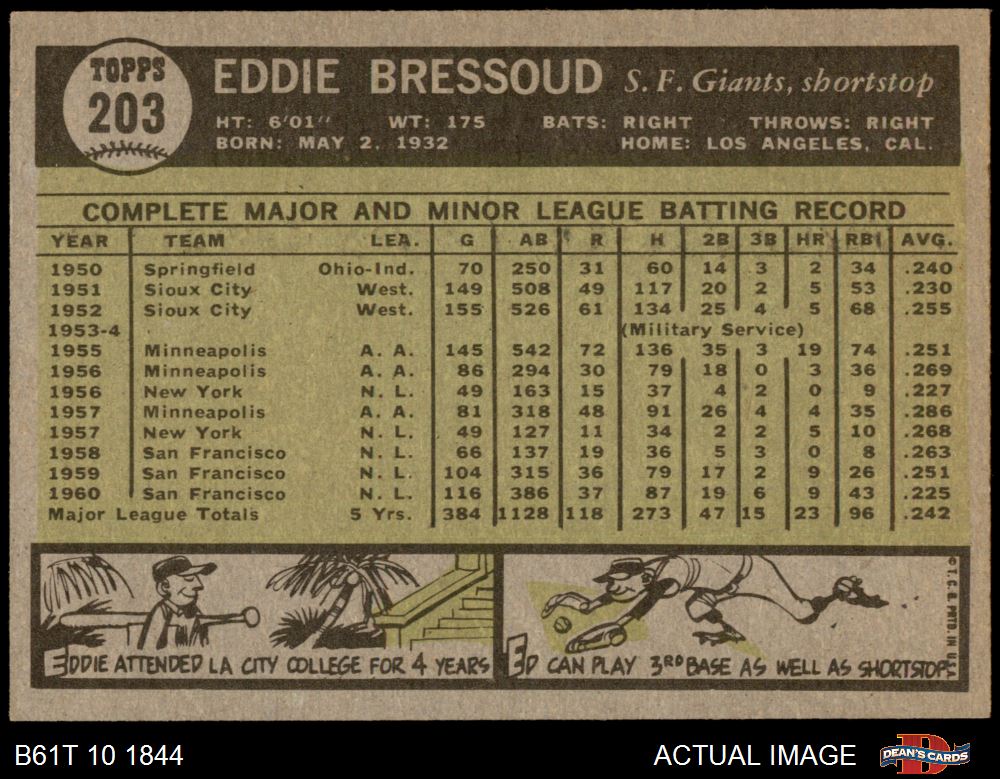 TOPPS
203
EDDIE BRESSOUD S. F. Giants, shortstop
HT: 6'01" WT: 175 BATS: RIGHT THROWS: RIGHT
BORN: MAY 2, 1932 HOME: LOS ANGELES, CAL.
COMPLETE MAJOR AND MINOR LEAGUE BATTING RECORD
YEAR TEAM LEA. G AB R H 2B 3B HR RBI AVG.
1950 Springfield Ohio-Ind. 70 250 31 60 14 3 2 34 .240
1951 Sioux City West. 149 508 49 117 20 2 5 53 .230
1952 Sioux City West. 155 526 61 134 25 4 5 68 .255
1953-4 (Military Service)
1955 Minneapolis A. A. 145 542 72 136 35 3 19 74 .251
1956 Minneapolis A. A. 86 294 30 79 18 0 3 36 .269
1956 New York N. L. 49 163 15 37 4 2 0 9 .227
1957 Minneapolis A. A. 81 318 48 91 26 4 4 35 .286
1957 New York N. L. 49 127 11 34 2 2 5 10 .268
1958 San Francisco N. L. 66 137 19 36 5 3 0 8 .263
1959 San Francisco N. L. 104 315 36 79 17 2 9 26 .251
1960 San Francisco N. L. 116 386 37 87 19 6 9 43 .225
Major League Totals 5 Yrs. 384 1128 118 273 47 15 23 96 .242
EDDIE ATTENDED LA CITY COLLEGE FOR 4 YEARS
ED CAN PLAY 3RD BASE AS WELL AS SHORTSTOP
© T. C. G. PRTD. IN U.S.A.
B61T 10 1844 ACTUAL IMAGE DEAN'S CARDS